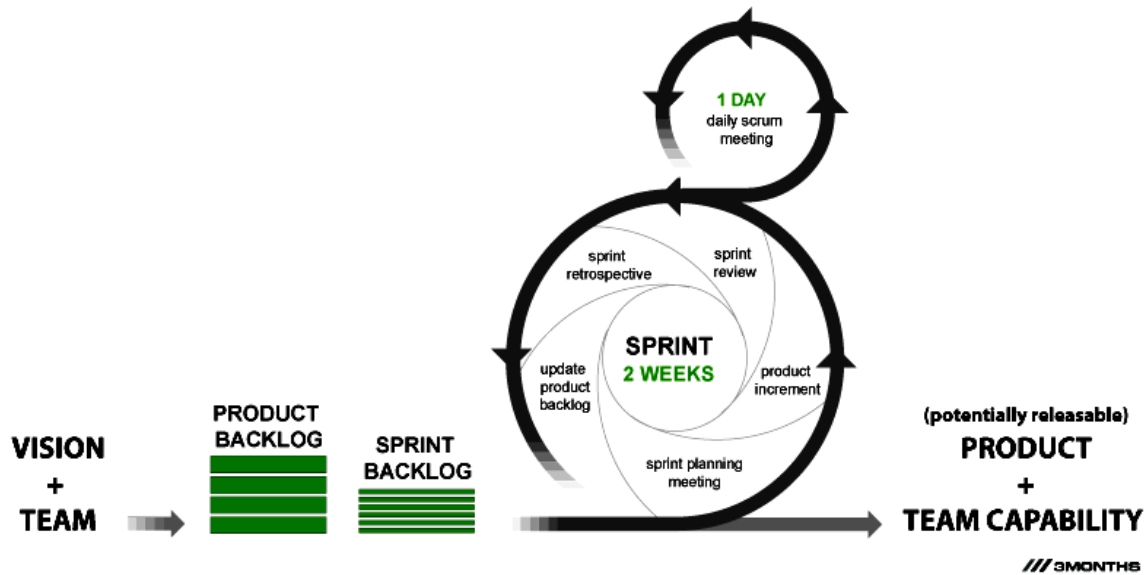 1 DAY
daily scrum
meeting
sprint
retrospective
sprint
review
SPRINT
2 WEEKS
update
product
backlog
product
increment
sprint planning
meeting
VISION
+
TEAM
PRODUCT
BACKLOG
SPRINT
BACKLOG
(potentially releasable)
PRODUCT
+
TEAM CAPABILITY
///3MONTHS